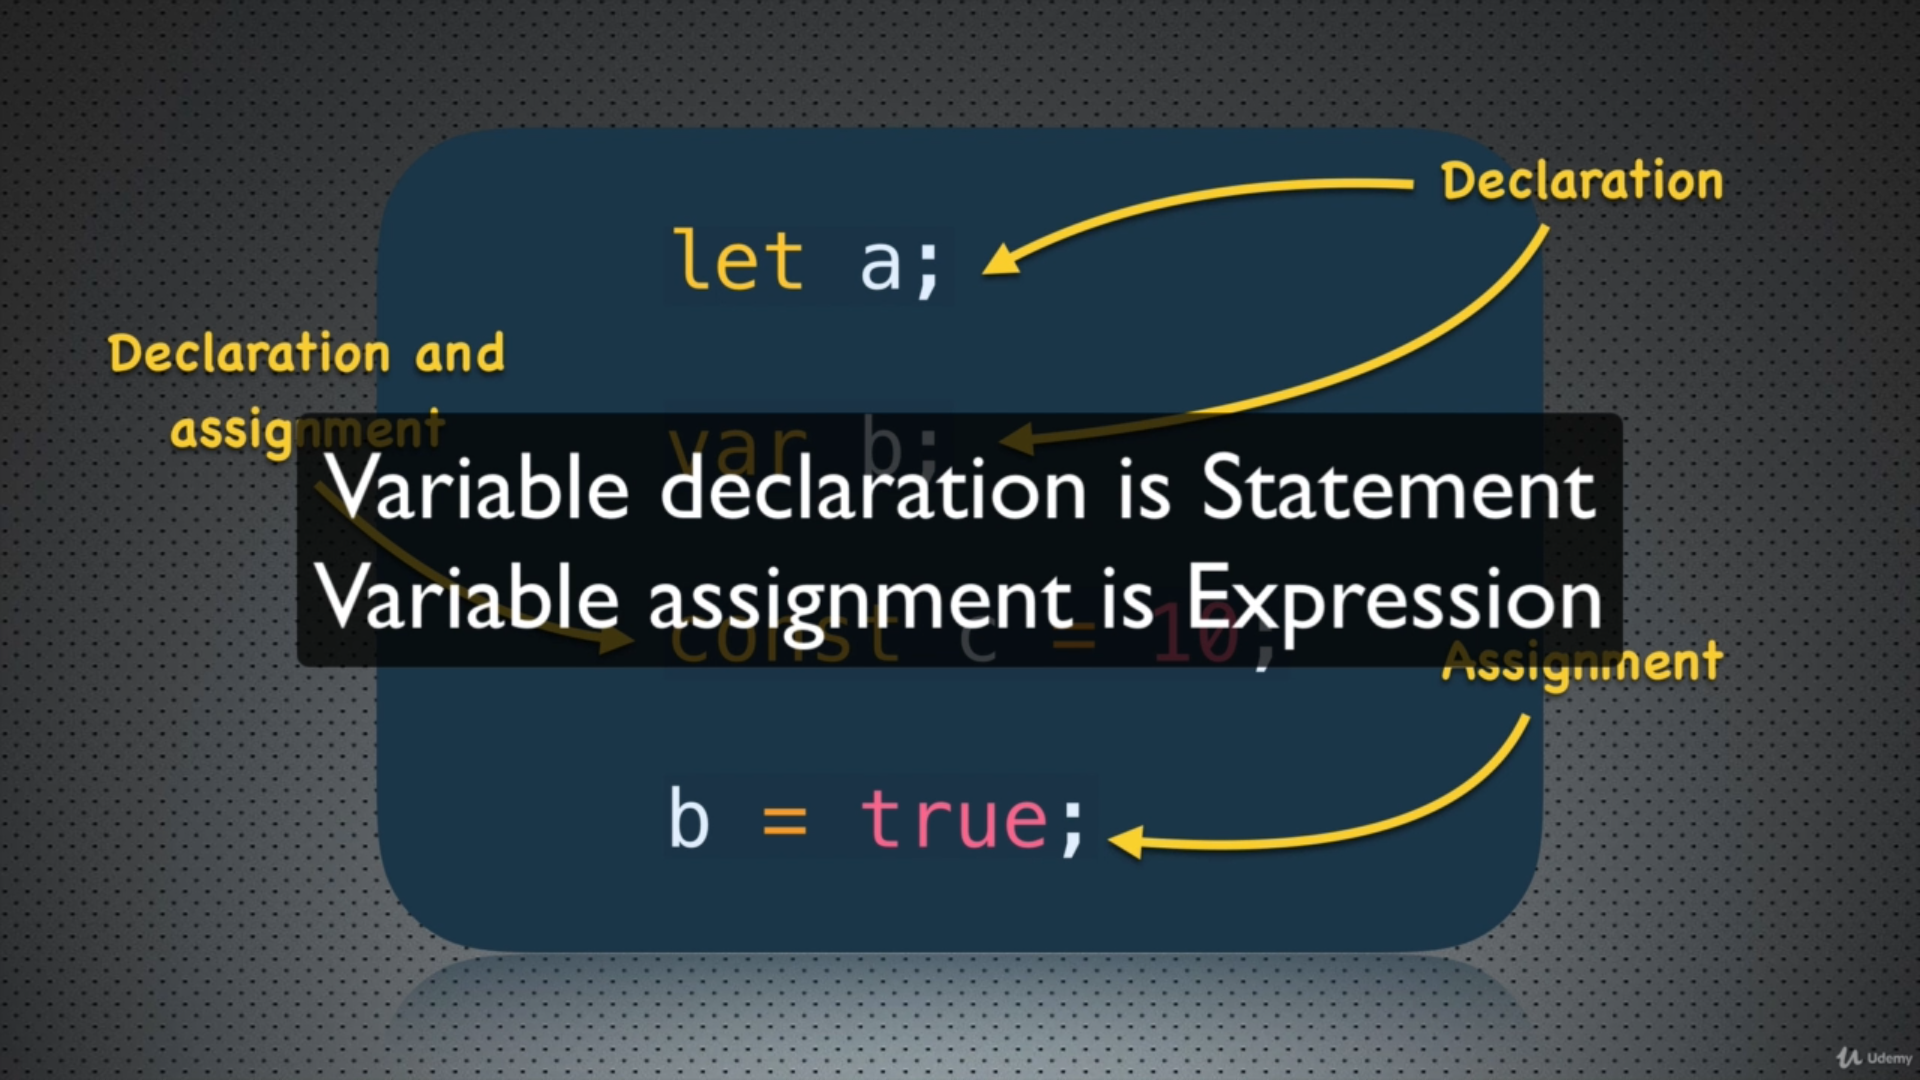 Declaration
let a;
Declaration and
assignment
var b;
Variable declaration is Statement
Variable assignment is Expression
const c = 10;
Assignment
b = true;
Udemy